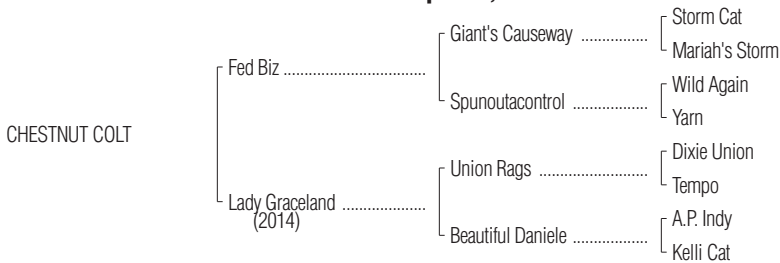 Storm Cat
Giant's Causeway ................
Mariah's Storm
Fed Biz ..................................
Wild Again
Spunoutacontrol ..................
Yarn
CHESTNUT COLT
Dixie Union
Union Rags ..........................
Tempo
Lady Graceland ....................
(2014)
A.P. Indy
Beautiful Daniele ..................
Kelli Cat